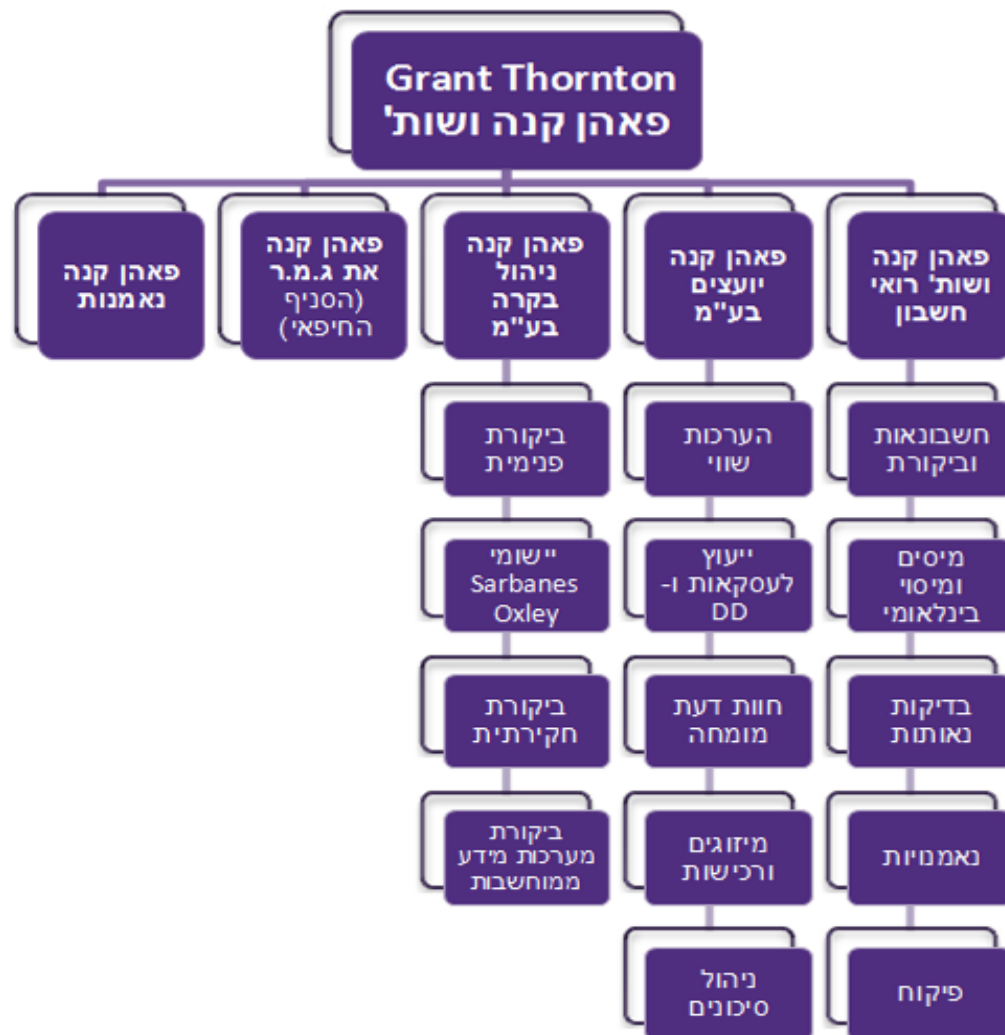 Grant Thornton
פאהן קנה ושות'
פאהן קנה
ושות' רואי
חשבון
פאהן קנה
יועצים
בע"מ
פאהן קנה
ניהול
בקרה
בע"מ
פאהן קנה
את ג.מ.ר
(הסניף
החיפאי)
פאהן קנה
נאמנות
חשבונאות
וביקורת
מיסים
ומיסוי
בינלאומי
בדיקות
נאותות
נאמנויות
פיקוח
הערכות
שווי
ייעוץ
לעסקאות ו-
DD
חוות דעת
מומחה
מיזוגים
ורכישות
ניהול
סיכונים
ביקורת
פנימית
יישומי
Sarbanes
Oxley
ביקורת
חקירתית
ביקורת
מערכות מידע
ממוחשבות